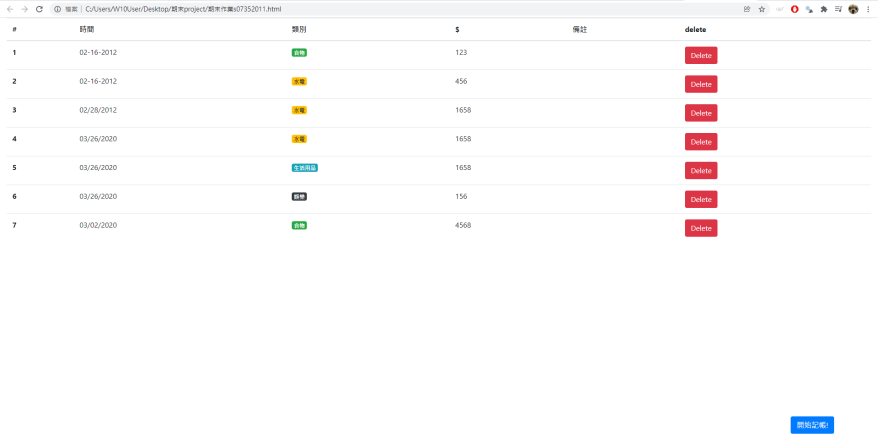 檔案 | C:/Users/W10User/Desktop/期末project/期末作業s07352011.html
# 時間 類別 $ 備註 delete
1 02-16-2012 食物 123 Delete
2 02-16-2012 水電 456 Delete
3 02/28/2012 水電 1658 Delete
4 03/26/2020 水電 1658 Delete
5 03/26/2020 生活用品 1658 Delete
6 03/26/2020 娛樂 156 Delete
7 03/02/2020 食物 4568 Delete
開始記帳!